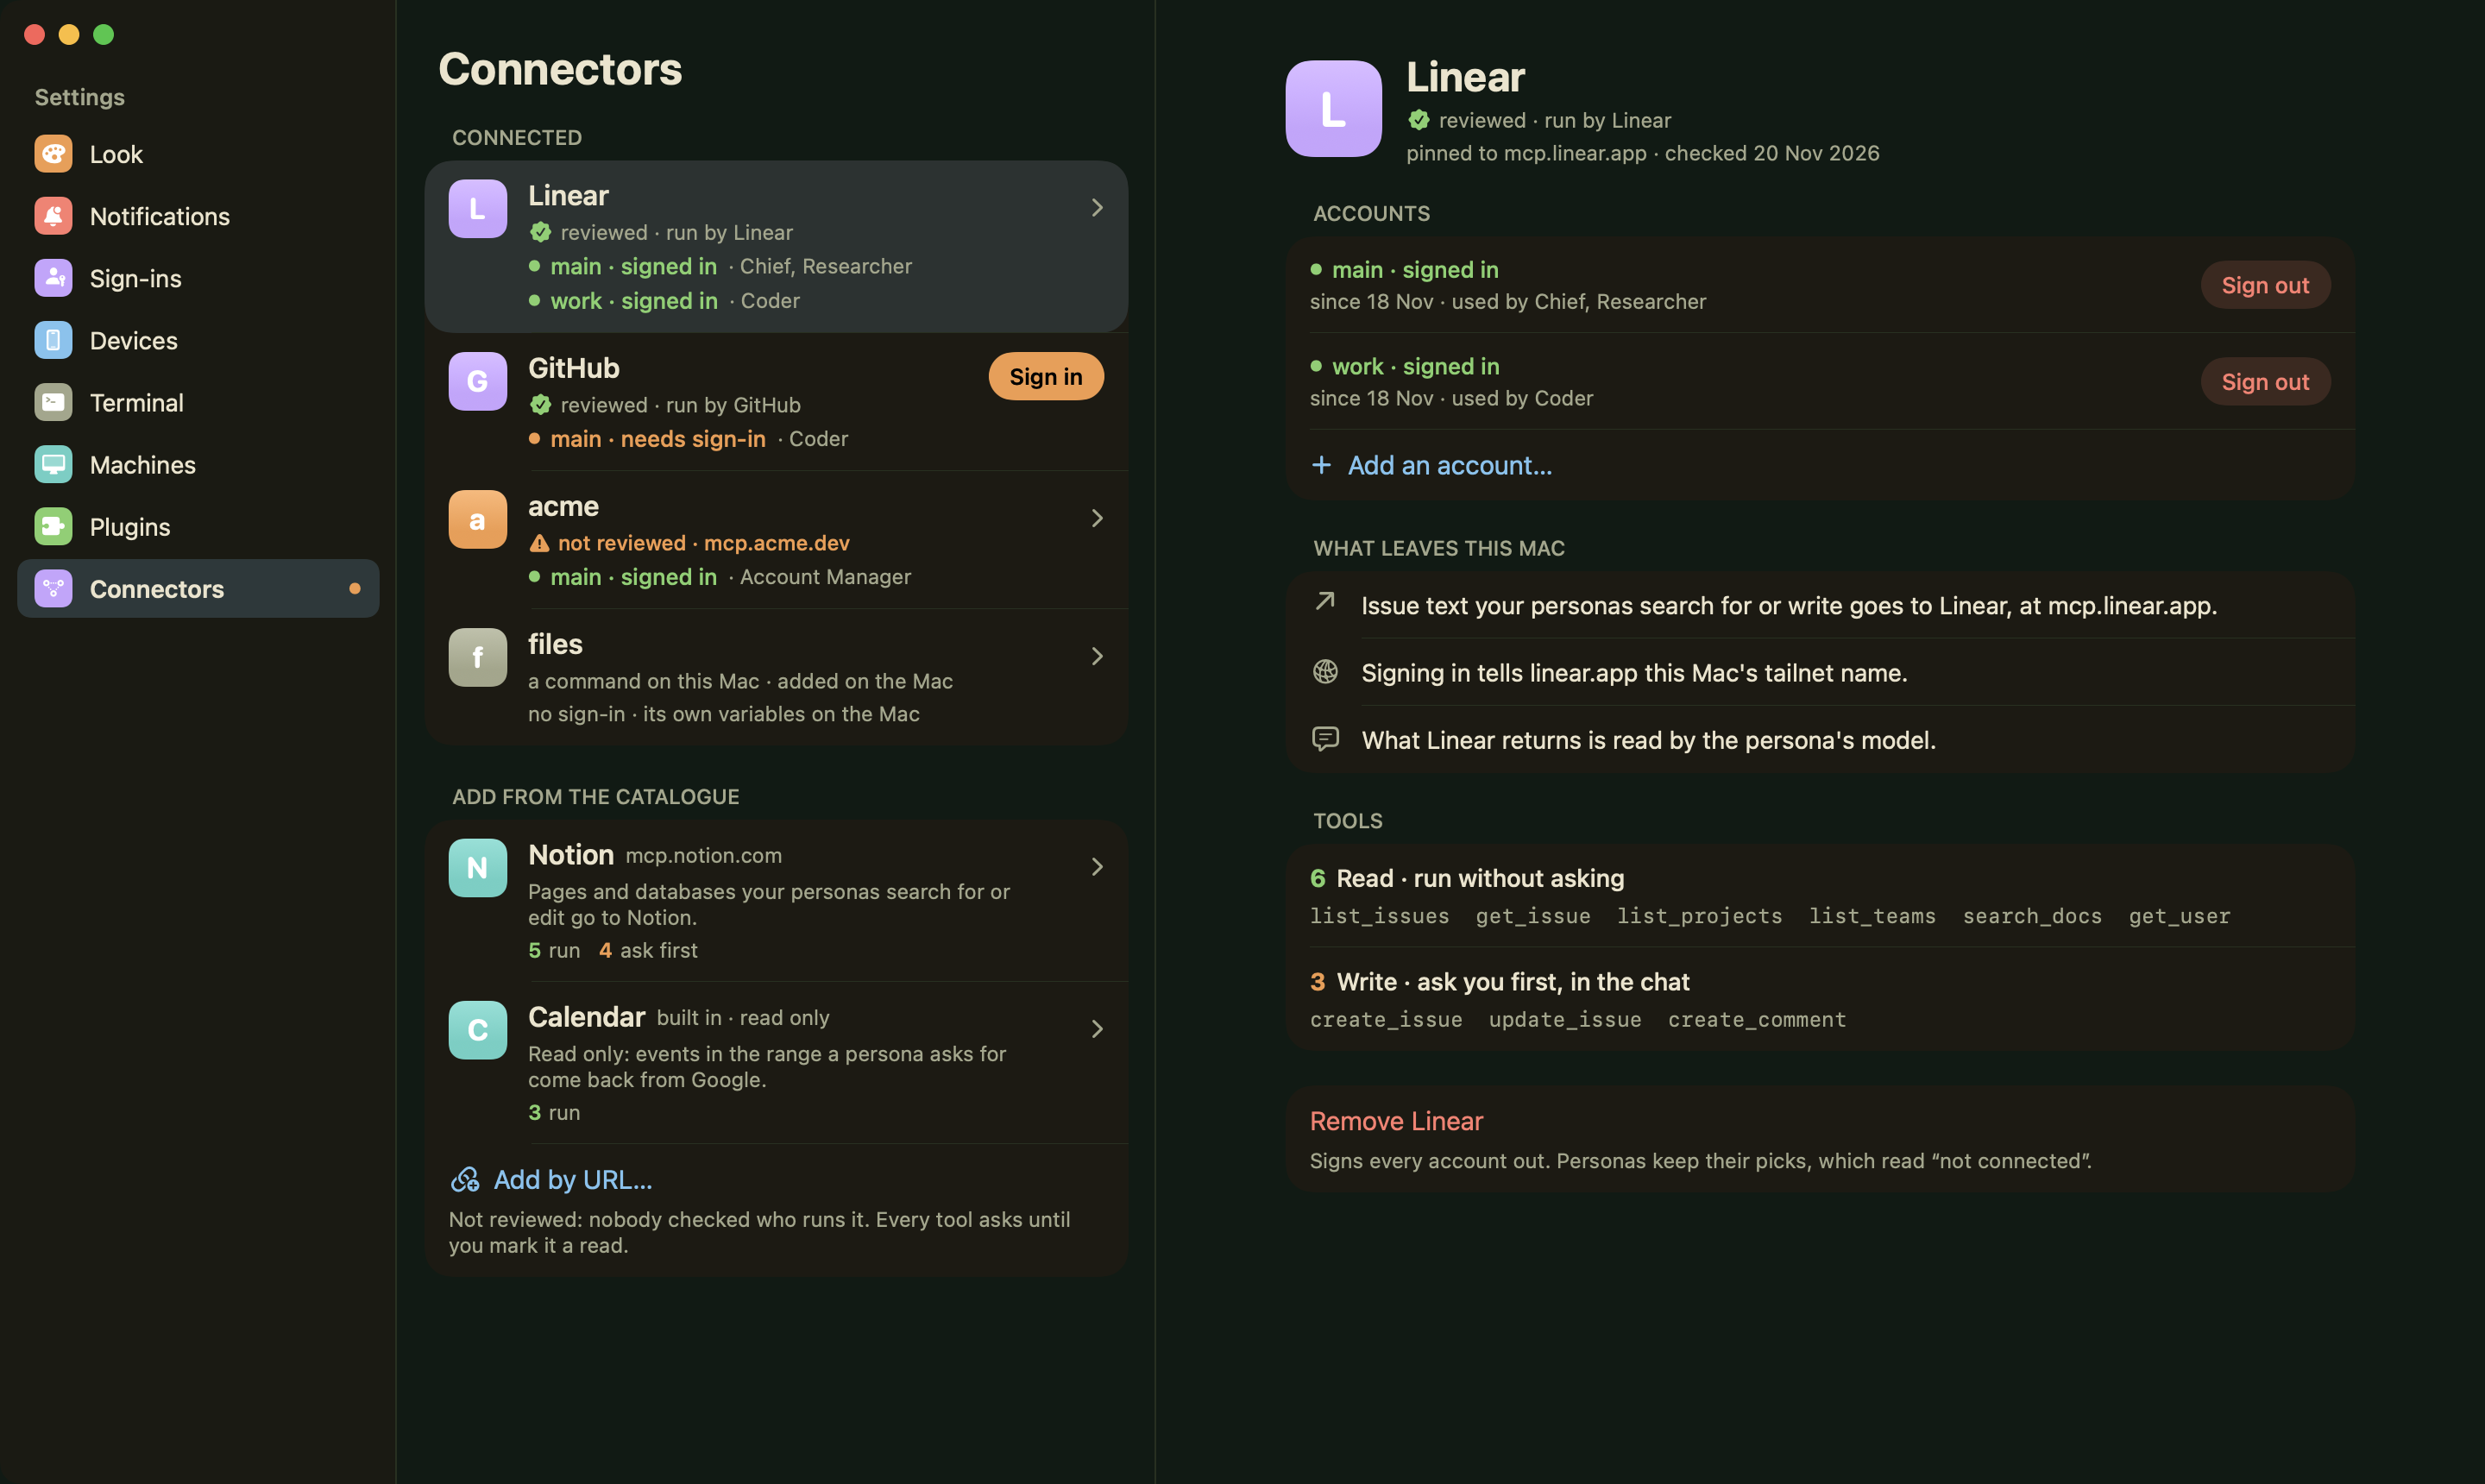 Settings
Look
Notifications
Sign-ins
Devices
Terminal
Machines
Plugins
Connectors
Connectors
CONNECTED
L
Linear
reviewed · run by Linear
main · signed in · Chief, Researcher
work · signed in · Coder
G
GitHub
Sign in
reviewed · run by GitHub
main · needs sign-in · Coder
a
acme
not reviewed · mcp.acme.dev
main · signed in · Account Manager
f
files
a command on this Mac · added on the Mac
no sign-in · its own variables on the Mac
ADD FROM THE CATALOGUE
N
Notion mcp.notion.com
Pages and databases your personas search for or
edit go to Notion.
5 run 4 ask first
C
Calendar built in · read only
Read only: events in the range a persona asks for
come back from Google.
3 run
Add by URL...
Not reviewed: nobody checked who runs it. Every tool asks until
you mark it a read.
L
Linear
reviewed · run by Linear
pinned to mcp.linear.app · checked 20 Nov 2026
ACCOUNTS
main · signed in
since 18 Nov · used by Chief, Researcher
Sign out
work · signed in
since 18 Nov · used by Coder
Sign out
+ Add an account...
WHAT LEAVES THIS MAC
Issue text your personas search for or write goes to Linear, at mcp.linear.app.
Signing in tells linear.app this Mac's tailnet name.
What Linear returns is read by the persona's model.
TOOLS
6 Read · run without asking
list_issues get_issue list_projects list_teams search_docs get_user
3 Write · ask you first, in the chat
create_issue update_issue create_comment
Remove Linear
Signs every account out. Personas keep their picks, which read “not connected”.